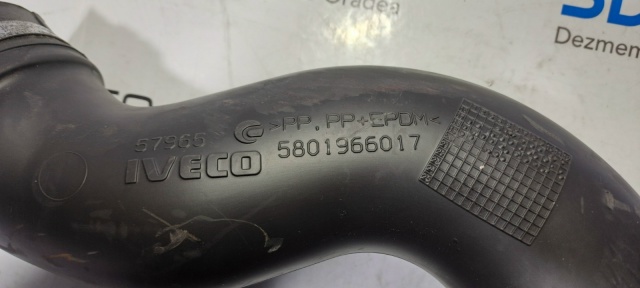 Oradea
Dezmem
57965 >PP, PP+EPDM<
IVECO 5801966017